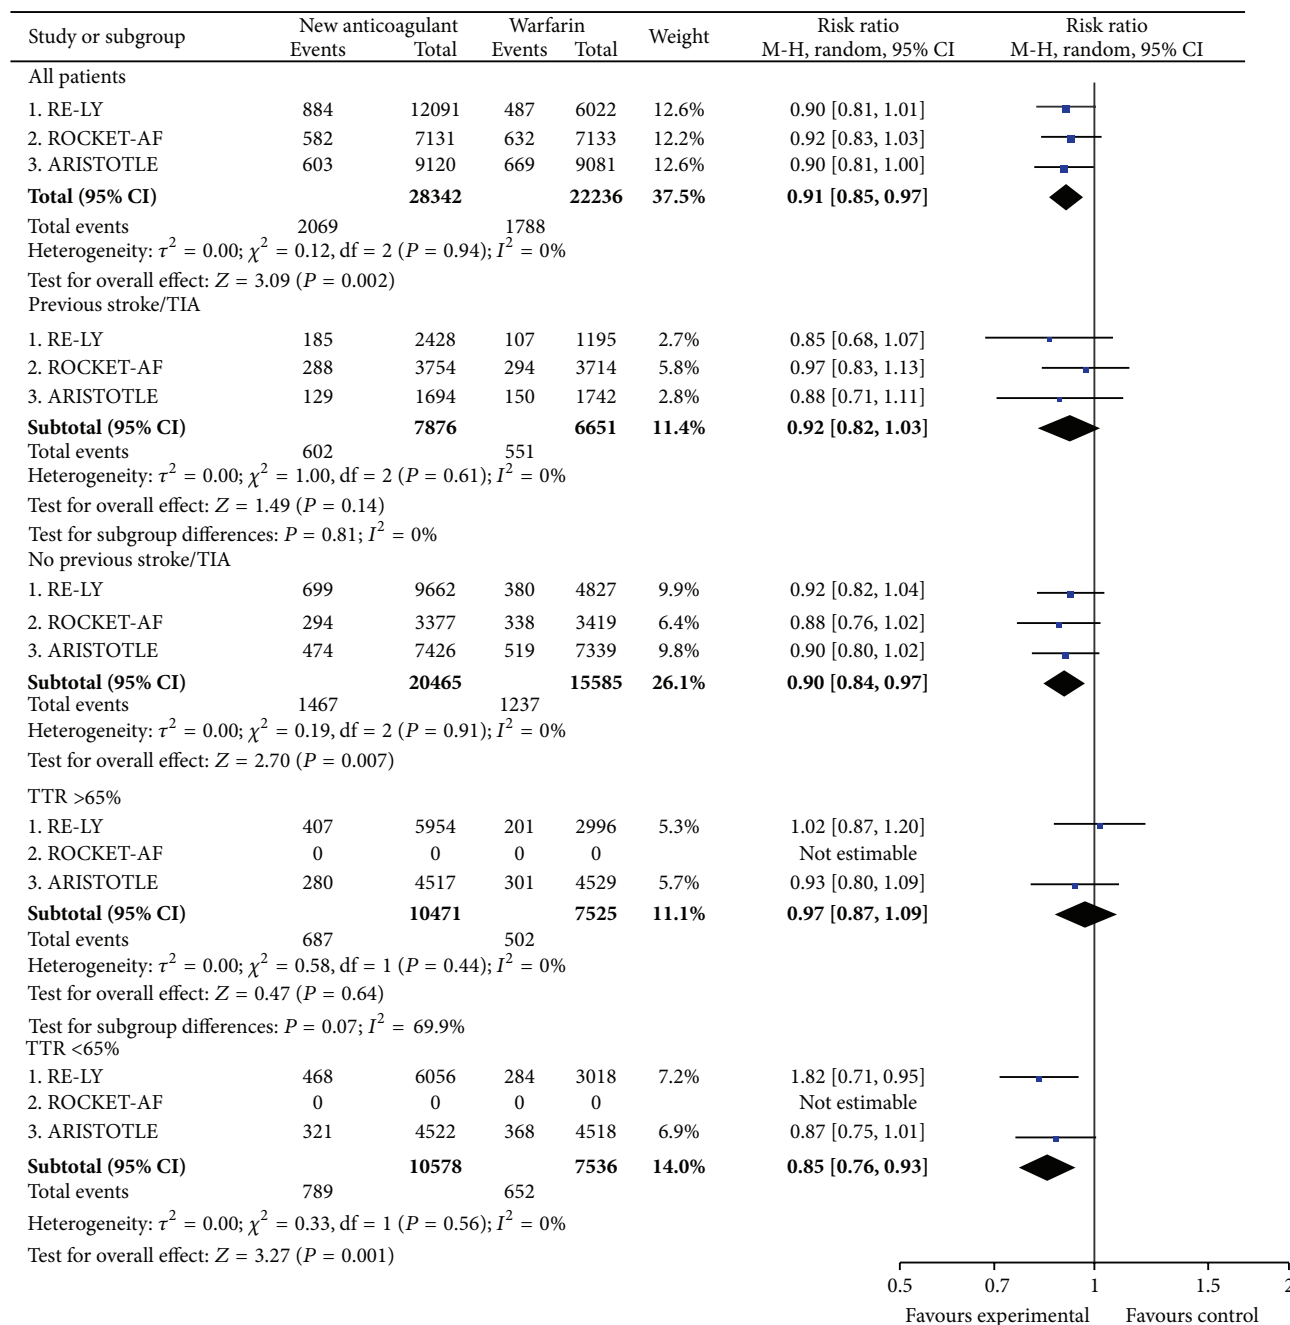 Study or subgroup New anticoagulant Warfarin Weight Risk ratio Risk ratio
Events Total Events Total M-H, random, 95% CI M-H, random, 95% CI
All patients
1. RE-LY 884 12091 487 6022 12.6% 0.90 [0.81, 1.01]
2. ROCKET-AF 582 7131 632 7133 12.2% 0.92 [0.83, 1.03]
3. ARISTOTLE 603 9120 669 9081 12.6% 0.90 [0.81, 1.00]
Total (95% CI) 28342 22236 37.5% 0.91 [0.85, 0.97]
Total events 2069 1788
Heterogeneity: τ² = 0.00; χ² = 0.12, df = 2 (P = 0.94); I² = 0%
Test for overall effect: Z = 3.09 (P = 0.002)
Previous stroke/TIA
1. RE-LY 185 2428 107 1195 2.7% 0.85 [0.68, 1.07]
2. ROCKET-AF 288 3754 294 3714 5.8% 0.97 [0.83, 1.13]
3. ARISTOTLE 129 1694 150 1742 2.8% 0.88 [0.71, 1.11]
Subtotal (95% CI) 7876 6651 11.4% 0.92 [0.82, 1.03]
Total events 602 551
Heterogeneity: τ² = 0.00; χ² = 1.00, df = 2 (P = 0.61); I² = 0%
Test for overall effect: Z = 1.49 (P = 0.14)
Test for subgroup differences: P = 0.81; I² = 0%
No previous stroke/TIA
1. RE-LY 699 9662 380 4827 9.9% 0.92 [0.82, 1.04]
2. ROCKET-AF 294 3377 338 3419 6.4% 0.88 [0.76, 1.02]
3. ARISTOTLE 474 7426 519 7339 9.8% 0.90 [0.80, 1.02]
Subtotal (95% CI) 20465 15585 26.1% 0.90 [0.84, 0.97]
Total events 1467 1237
Heterogeneity: τ² = 0.00; χ² = 0.19, df = 2 (P = 0.91); I² = 0%
Test for overall effect: Z = 2.70 (P = 0.007)
TTR >65%
1. RE-LY 407 5954 201 2996 5.3% 1.02 [0.87, 1.20]
2. ROCKET-AF 0 0 0 0 Not estimable
3. ARISTOTLE 280 4517 301 4529 5.7% 0.93 [0.80, 1.09]
Subtotal (95% CI) 10471 7525 11.1% 0.97 [0.87, 1.09]
Total events 687 502
Heterogeneity: τ² = 0.00; χ² = 0.58, df = 1 (P = 0.44); I² = 0%
Test for overall effect: Z = 0.47 (P = 0.64)
Test for subgroup differences: P = 0.07; I² = 69.9%
TTR <65%
1. RE-LY 468 6056 284 3018 7.2% 1.82 [0.71, 0.95]
2. ROCKET-AF 0 0 0 0 Not estimable
3. ARISTOTLE 321 4522 368 4518 6.9% 0.87 [0.75, 1.01]
Subtotal (95% CI) 10578 7536 14.0% 0.85 [0.76, 0.93]
Total events 789 652
Heterogeneity: τ² = 0.00; χ² = 0.33, df = 1 (P = 0.56); I² = 0%
Test for overall effect: Z = 3.27 (P = 0.001)
0.5 0.7 1 1.5 2
Favours experimental Favours control